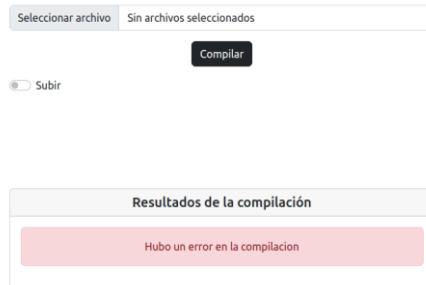 Seleccionar archivo Sin archivos seleccionados
Compilar
Subir
Resultados de la compilación
Hubo un error en la compilacion